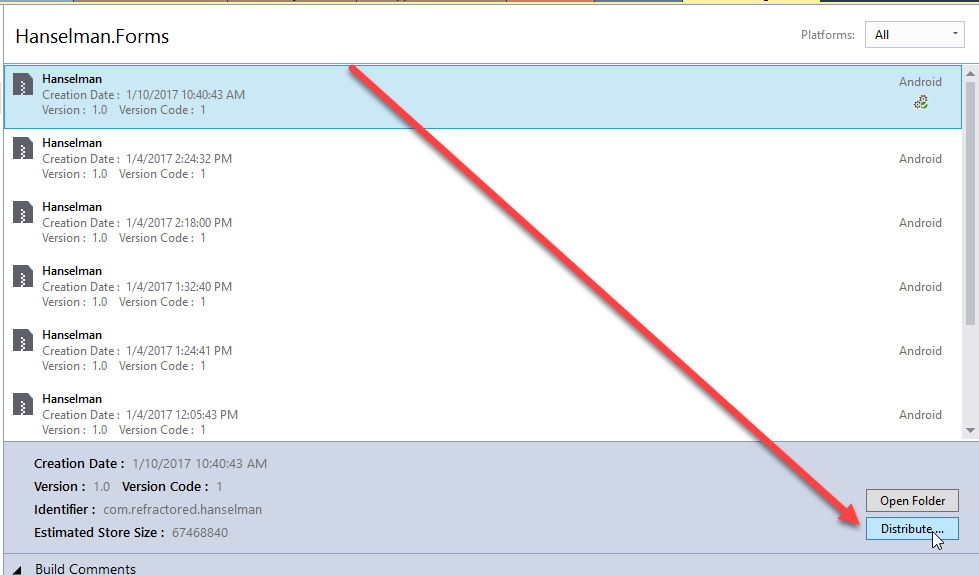 Hanselman.Forms
Platforms: All
Hanselman
Android
Creation Date : 1/10/2017 10:40:43 AM
Version : 1.0 Version Code : 1
Hanselman
Creation Date : 1/4/2017 2:24:32 PM
Android
Version : 1.0 Version Code : 1
Hanselman
Creation Date : 1/4/2017 2:18:00 PM
Android
Version : 1.0 Version Code : 1
Hanselman
Creation Date : 1/4/2017 1:32:40 PM
Android
Version : 1.0 Version Code : 1
Hanselman
Creation Date : 1/4/2017 1:24:41 PM
Android
Version : 1.0 Version Code : 1
Hanselman
Creation Date : 1/4/2017 12:05:43 PM
Android
Version : 1.0 Version Code : 1
Creation Date : 1/10/2017 10:40:43 AM
Version : 1.0 Version Code : 1
Identifier : com.refractored.hanselman
Estimated Store Size : 67468840
Open Folder
Distribute ...
Build Comments